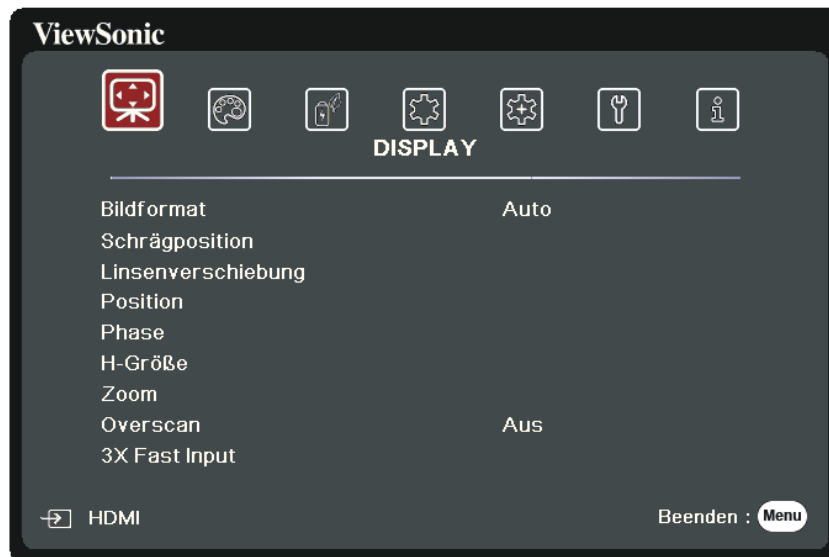 ViewSonic
DISPLAY
Bildformat Auto
Schrägposition
Linsenverschiebung
Position
Phase
H-Größe
Zoom
Overscan Aus
3X Fast Input
HDMI Beenden : Menu